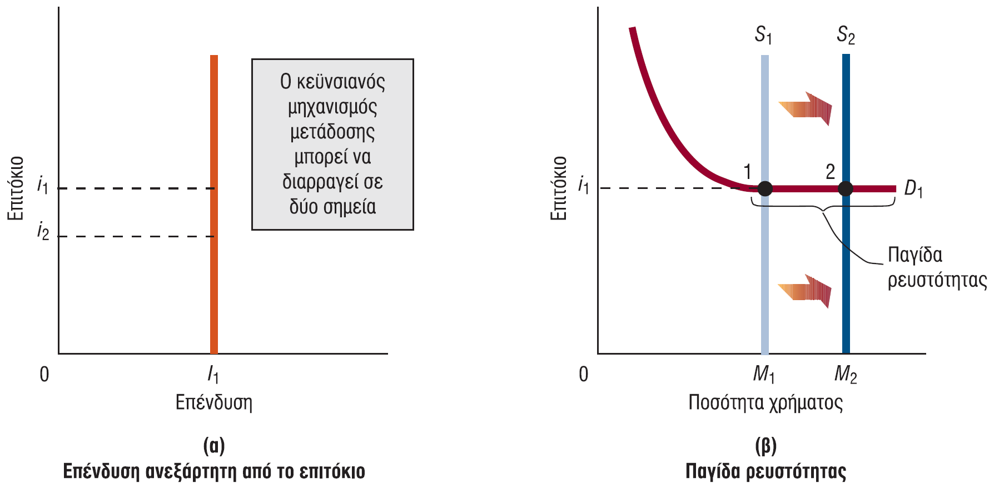 Επιτόκιο
i1
i2
0
I1
Επένδυση
Ο κεϋνσιανός
μηχανισμός
μετάδοσης
μπορεί να
διαρραγεί σε
δύο σημεία
(α)
Επένδυση ανεξάρτητη από το επιτόκιο
Επιτόκιο
S1
S2
1
2
i1
D1
Παγίδα
ρευστότητας
0
M1
M2
Ποσότητα χρήματος
(β)
Παγίδα ρευστότητας